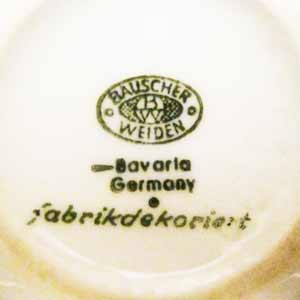 BAUSCHER
BW
WEIDEN
Bavaria
Germany
fabrikdekoriert